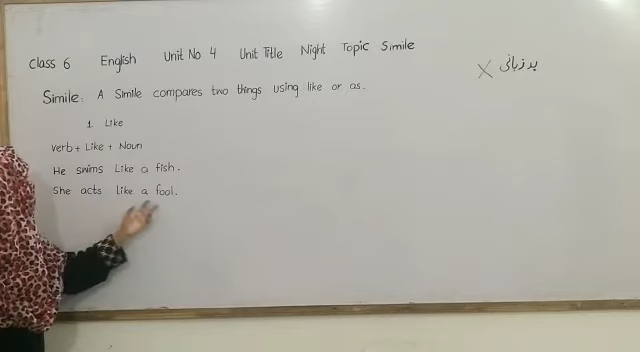 Class 6 English Unit No 4 Unit Title Night Topic Simile
Simile: A Simile compares two things using like or as.
1. Like
verb + Like + Noun
He swims Like a fish.
She acts Like a fool.
X بدزبانی